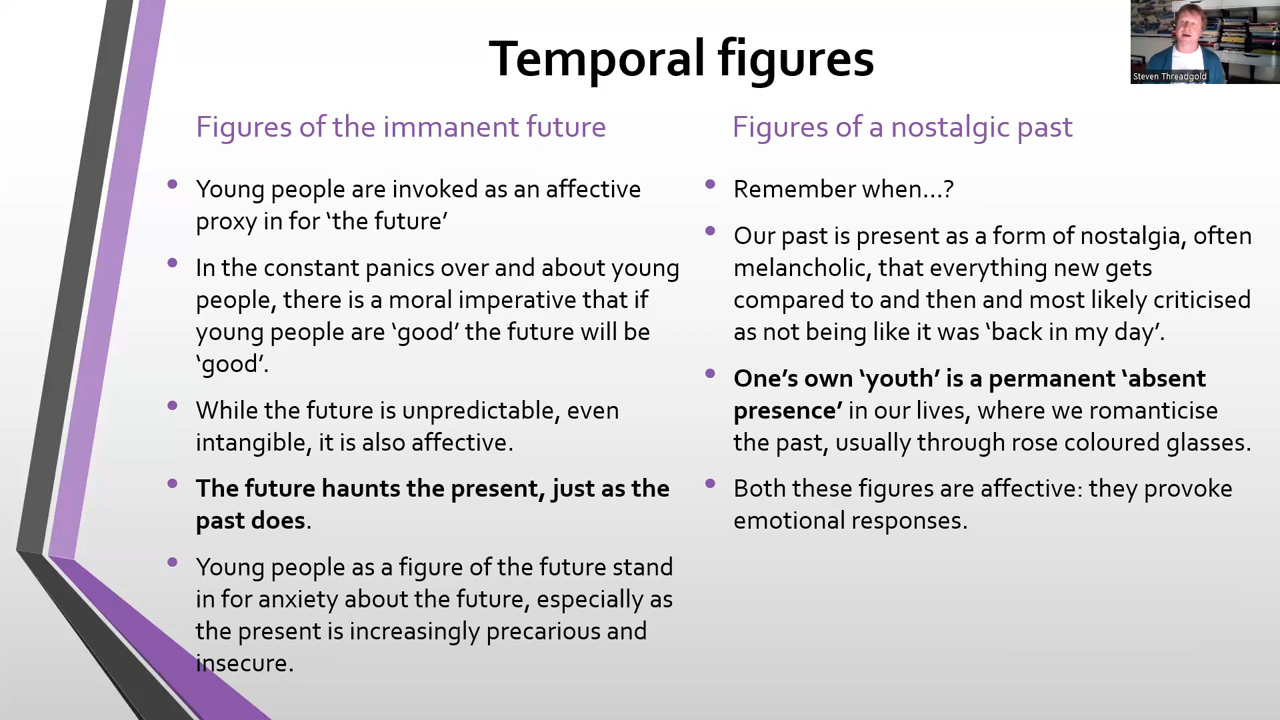 Temporal figures
Steven Threadgold
Figures of the immanent future
• Young people are invoked as an affective
proxy in for ‘the future’
• In the constant panics over and about young
people, there is a moral imperative that if
young people are ‘good’ the future will be
‘good’.
• While the future is unpredictable, even
intangible, it is also affective.
• The future haunts the present, just as the
past does.
• Young people as a figure of the future stand
in for anxiety about the future, especially as
the present is increasingly precarious and
insecure.
Figures of a nostalgic past
• Remember when...?
• Our past is present as a form of nostalgia, often
melancholic, that everything new gets
compared to and then and most likely criticised
as not being like it was ‘back in my day’.
• One’s own ‘youth’ is a permanent ‘absent
presence’ in our lives, where we romanticise
the past, usually through rose coloured glasses.
• Both these figures are affective: they provoke
emotional responses.